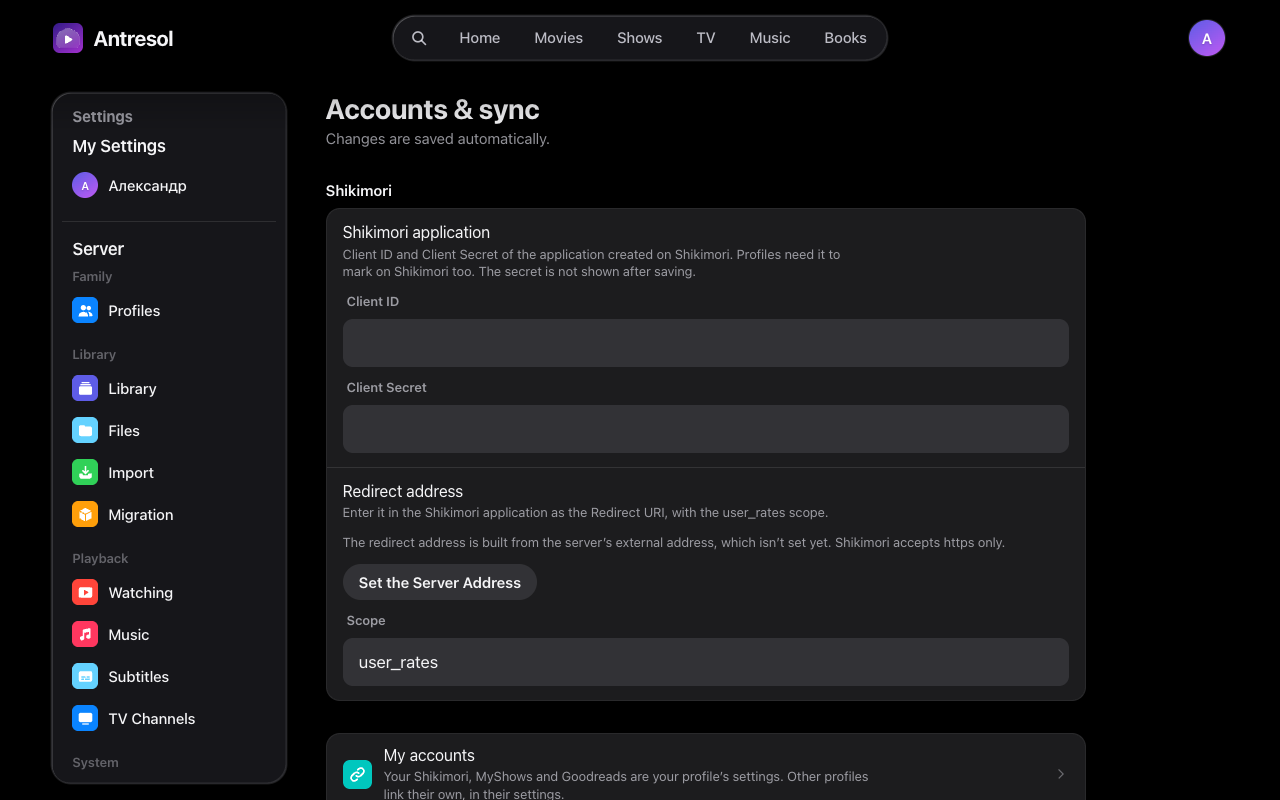 Antresol
Home
Movies
Shows
TV
Music
Books
A
Settings
My Settings
A
Александр
Server
Family
Profiles
Library
Library
Files
Import
Migration
Playback
Watching
Music
Subtitles
TV Channels
System
Accounts & sync
Changes are saved automatically.
Shikimori
Shikimori application
Client ID and Client Secret of the application created on Shikimori. Profiles need it to
mark on Shikimori too. The secret is not shown after saving.
Client ID
Client Secret
Redirect address
Enter it in the Shikimori application as the Redirect URI, with the user_rates scope.
The redirect address is built from the server’s external address, which isn’t set yet. Shikimori accepts https only.
Set the Server Address
Scope
user_rates
My accounts
Your Shikimori, MyShows and Goodreads are your profile’s settings. Other profiles
link their own, in their settings.